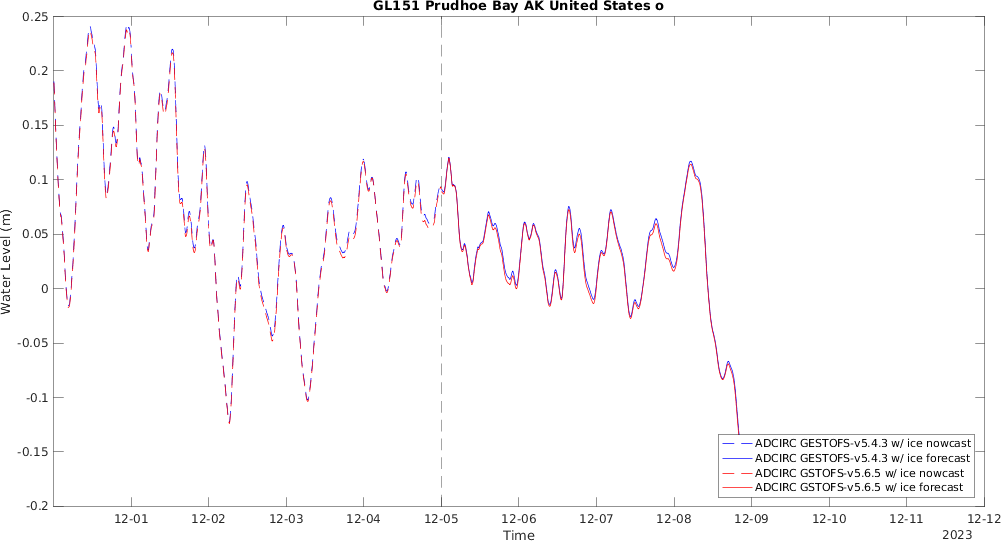 GL151 Prudhoe Bay AK United States o
0.25
0.2
0.15
0.1
0.05
0
-0.05
-0.1
-0.15
-0.2
Water Level (m)
ADCIRC GESTOFS-v5.4.3 w/ ice nowcast
ADCIRC GESTOFS-v5.4.3 w/ ice forecast
ADCIRC GSTOFS-v5.6.5 w/ ice nowcast
ADCIRC GSTOFS-v5.6.5 w/ ice forecast
12-01 12-02 12-03 12-04 12-05 12-06 12-07 12-08 12-09 12-10 12-11 12-12
Time
2023